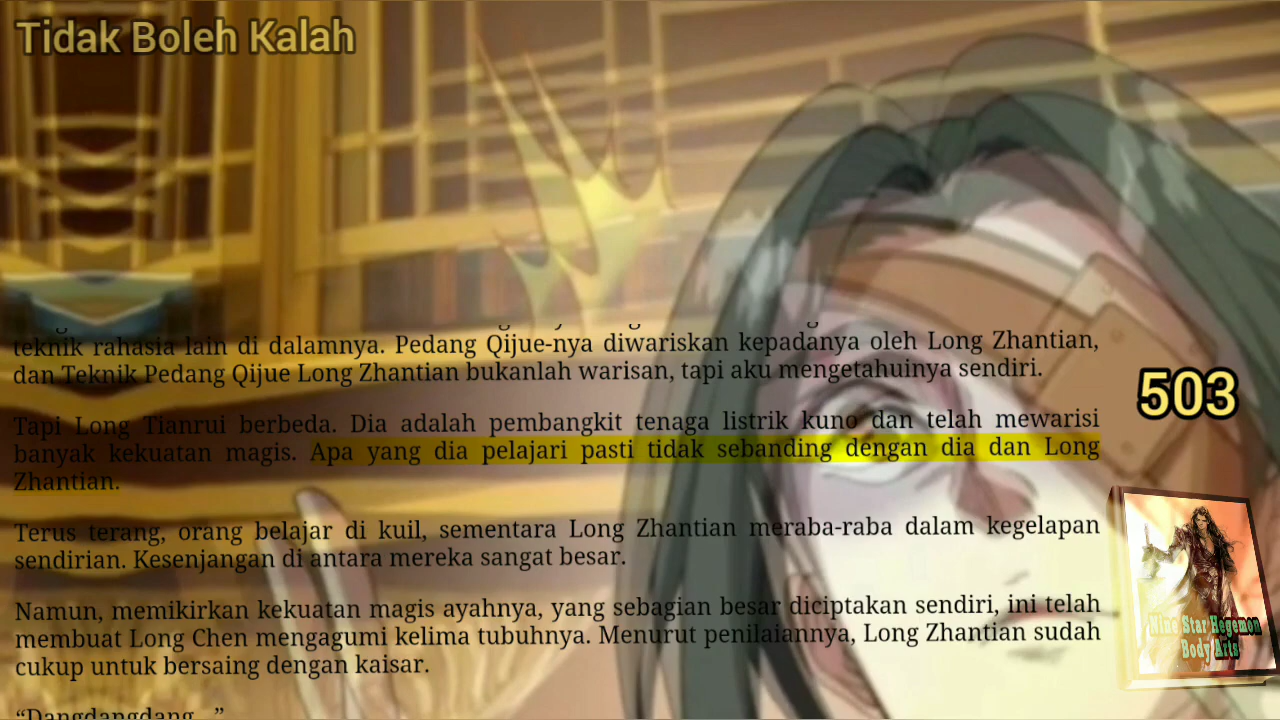 Tidak Boleh Kalah
teknik rahasia lain di dalamnya. Pedang Qijue-nya diwariskan kepadanya oleh Long Zhantian,
dan Teknik Pedang Qijue Long Zhantian bukanlah warisan, tapi aku mengetahuinya sendiri.
Tapi Long Tianrui berbeda. Dia adalah pembangkit tenaga listrik kuno dan telah mewarisi
banyak kekuatan magis. Apa yang dia pelajari pasti tidak sebanding dengan dia dan Long
Zhantian.
503
Terus terang, orang belajar di kuil, sementara Long Zhantian meraba-raba dalam kegelapan
sendirian. Kesenjangan di antara mereka sangat besar.
Namun, memikirkan kekuatan magis ayahnya, yang sebagian besar diciptakan sendiri, ini telah
membuat Long Chen mengagumi kelima tubuhnya. Menurut penilaiannya, Long Zhantian sudah
cukup untuk bersaing dengan kaisar.
Nine Star Hegemon
Body Arts
“Dangdangdang...”